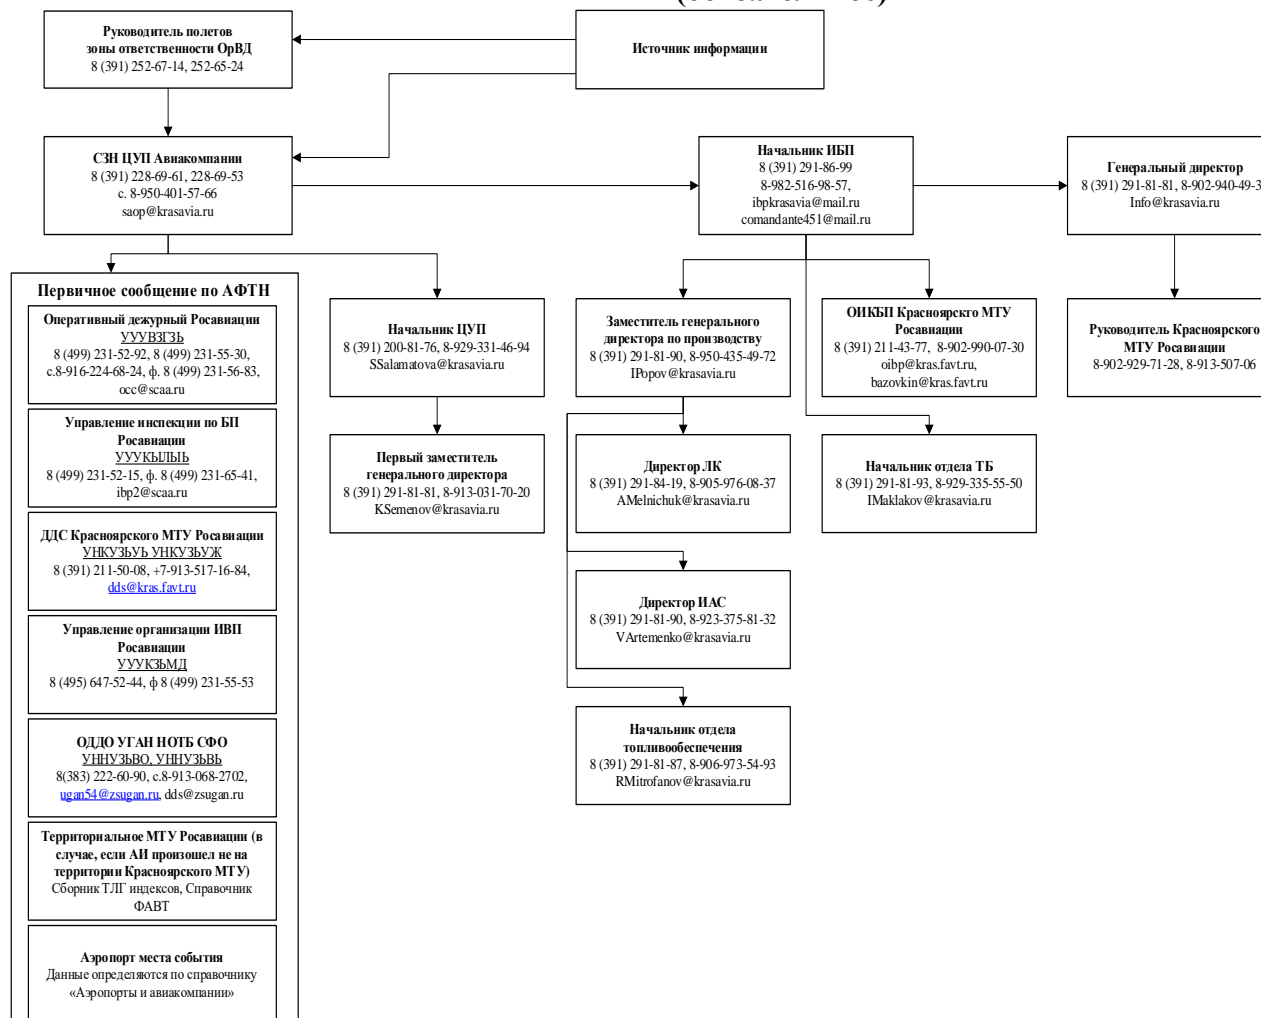 Руководитель полетов
зоны ответственности ОрВД
8 (391) 252-67-14, 252-65-24
Источник информации
СЗН ЦУП Авиакомпании
8 (391) 228-69-61, 228-69-53
с. 8-950-401-57-66
saop@krasavia.ru
Начальник ИБП
8 (391) 291-86-99
8-982-516-98-57,
ibpkrasavia@mail.ru
comandante451@mail.ru
Генеральный директор
8 (391) 291-81-81, 8-902-940-49-3
Info@krasavia.ru
Первичное сообщение по АФТН
Оперативный дежурный Росавиации
УУУВЗГЗЬ
8 (499) 231-52-92, 8 (499) 231-55-30,
с.8-916-224-68-24, ф. 8 (499) 231-56-83,
occ@scaa.ru
Управление инспекции по БП
Росавиации
УУУКЫЛЫЬ
8 (499) 231-52-15, ф. 8 (499) 231-65-41,
ibp2@scaa.ru
ДДС Красноярского МТУ Росавиации
УНКУЗЬУЬ УНКУЗЬУЖ
8 (391) 211-50-08, +7-913-517-16-84,
dds@kras.favt.ru
Управление организации ИВП
Росавиации
УУУКЗЬМД
8 (495) 647-52-44, ф 8 (499) 231-55-53
ОДДО УГАН НОТБ СФО
УННУЗЬВО, УННУЗЬВЬ
8(383) 222-60-90, с.8-913-068-2702,
ugan54@zsugan.ru, dds@zsugan.ru
Территориальное МТУ Росавиации (в
случае, если АИ произошел не на
территории Красноярского МТУ)
Сборник ТЛГ индексов, Справочник
ФАВТ
Аэропорт места события
Данные определяются по справочнику
«Аэропорты и авиакомпании»
Начальник ЦУП
8 (391) 200-81-76, 8-929-331-46-94
SSalamatova@krasavia.ru
Первый заместитель
генерального директора
8 (391) 291-81-81, 8-913-031-70-20
KSemenov@krasavia.ru
Заместитель генерального
директора по производству
8 (391) 291-81-90, 8-950-435-49-72
IPopov@krasavia.ru
Директор ЛК
8 (391) 291-84-19, 8-905-976-08-37
AMelnichuk@krasavia.ru
Директор ИАС
8 (391) 291-81-90, 8-923-375-81-32
VArtemenko@krasavia.ru
Начальник отдела
топливообеспечения
8 (391) 291-81-87, 8-906-973-54-93
RMitrofanov@krasavia.ru
ОИКБП Красноярскго МТУ
Росавиации
8 (391) 211-43-77, 8-902-990-07-30
oibp@kras.favt.ru,
bazovkin@kras.favt.ru
Начальник отдела ТБ
8 (391) 291-81-93, 8-929-335-55-50
IMaklakov@krasavia.ru
Руководитель Красноярского
МТУ Росавиации
8-902-929-71-28, 8-913-507-06